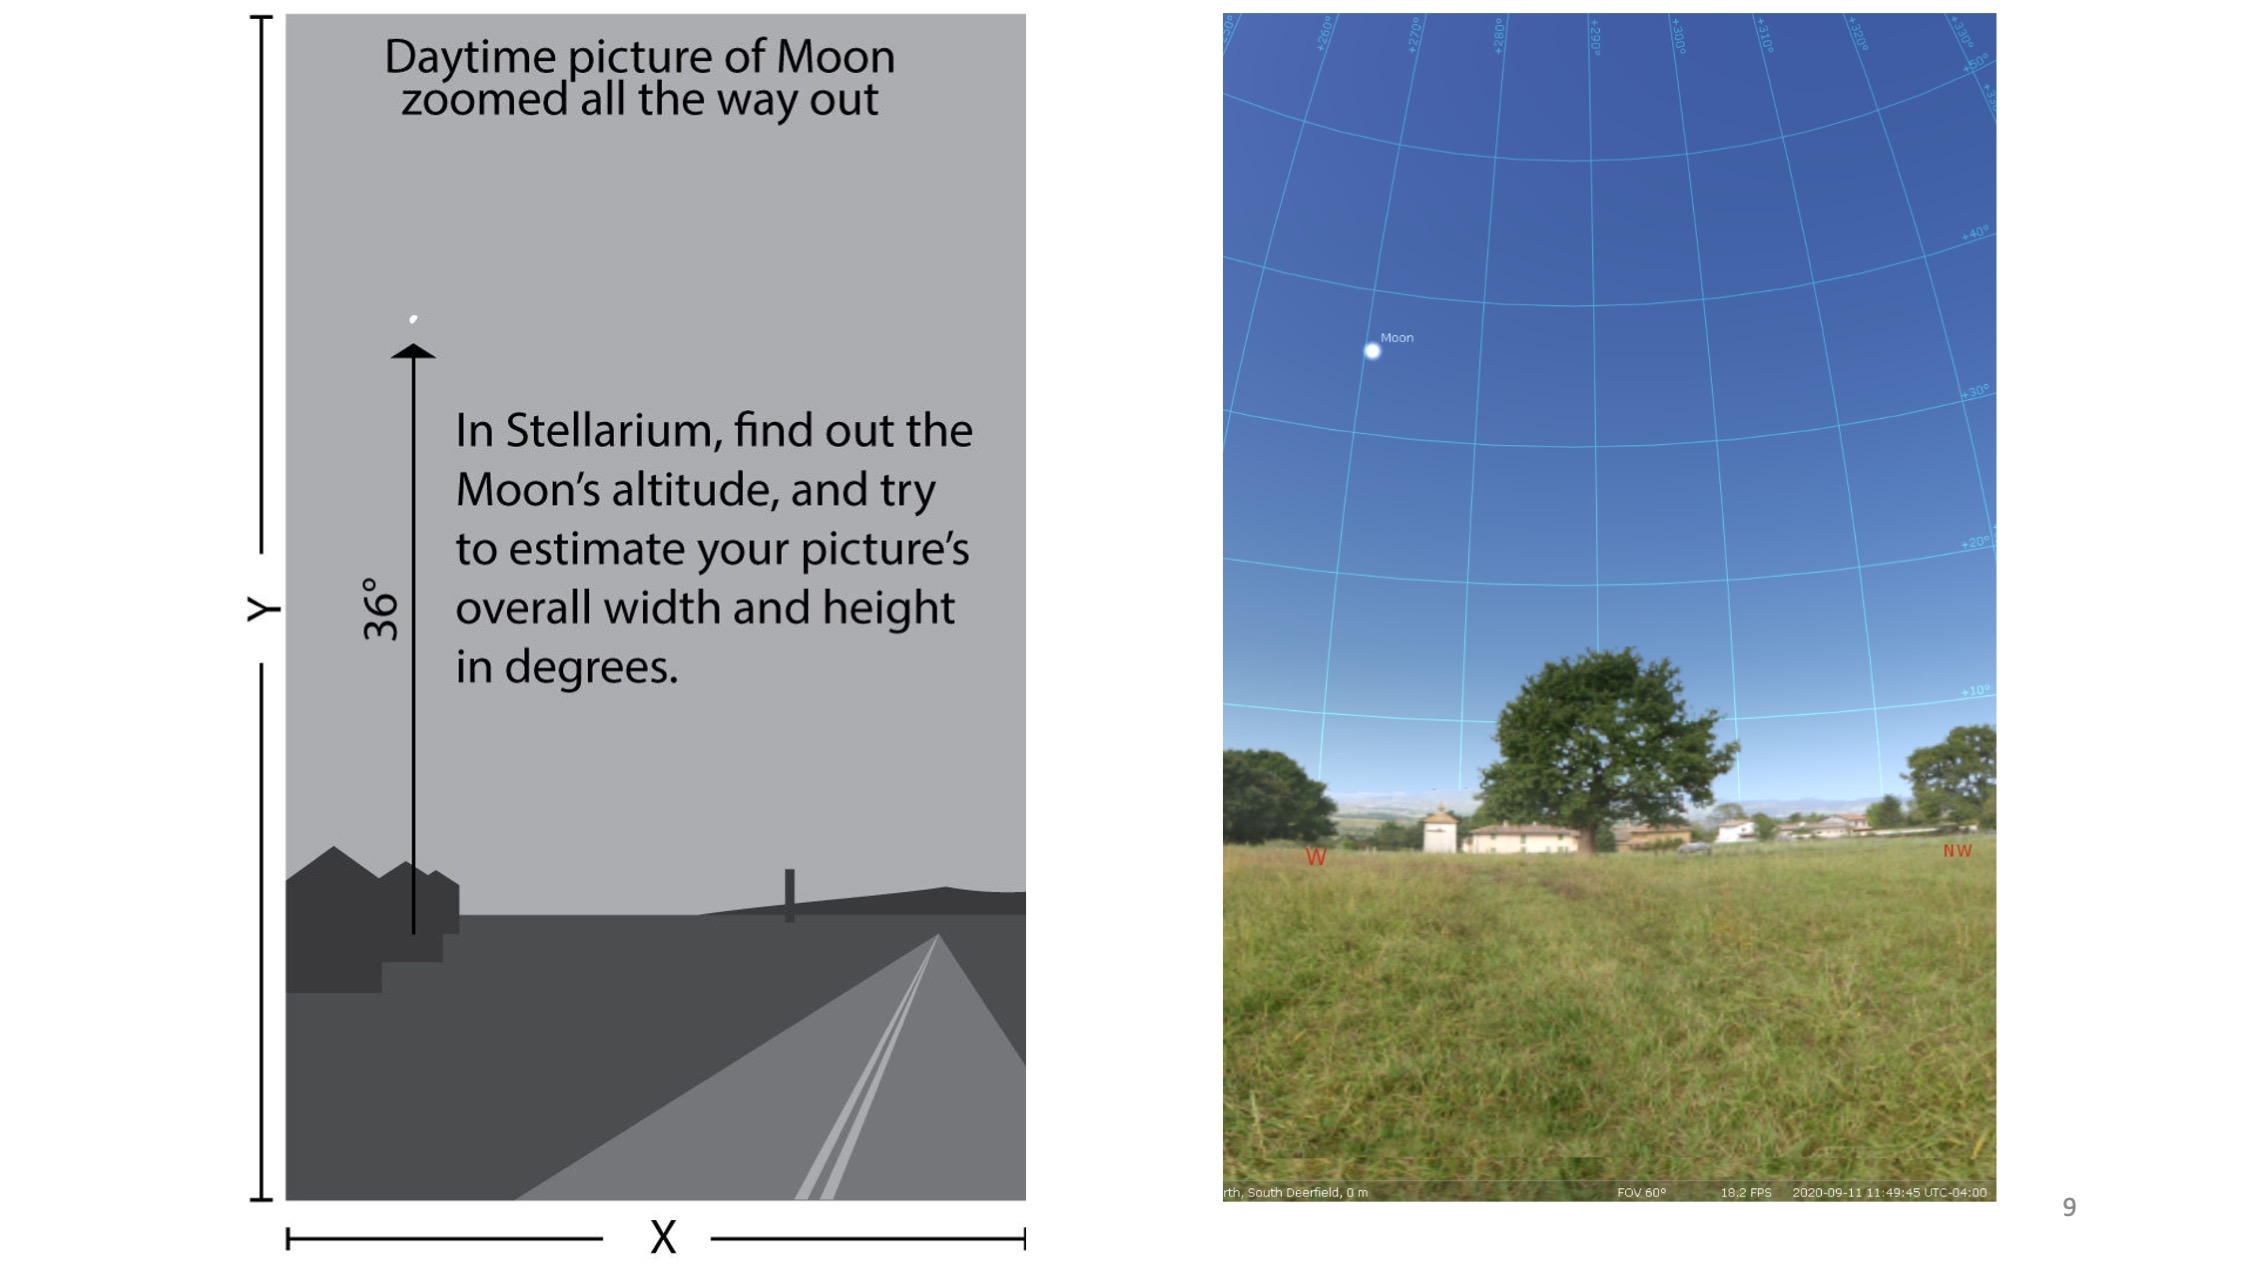 Daytime picture of Moon
zoomed all the way out
In Stellarium, find out the
Moon's altitude, and try
to estimate your picture's
overall width and height
in degrees.
36°
Y
X
+260°
+270°
+280°
+290°
+300°
+310°
+320°
+330°
+50°
+40°
+30°
+20°
+10°
Moon
W
NW
rth, South Deerfield, 0 m
FOV 60°
18.2 FPS
2020-09-11 11:49:45 UTC-04:00
9